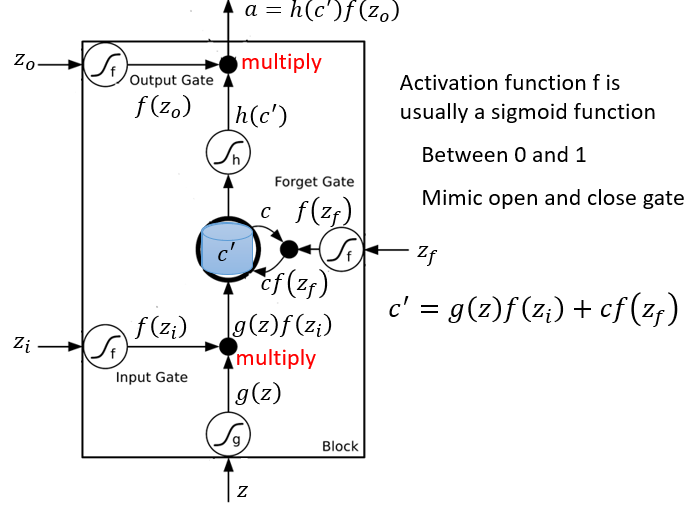 a = h(c′)f(z_o)
z_o
f
multiply
Output Gate
f(z_o)
h(c′)
h
Activation function f is
usually a sigmoid function
Between 0 and 1
Mimic open and close gate
Forget Gate
c
f(z_f)
c′
f
z_f
cf(z_f)
c′ = g(z)f(z_i) + cf(z_f)
z_i
f
f(z_i)
g(z)f(z_i)
multiply
Input Gate
g(z)
g
Block
z